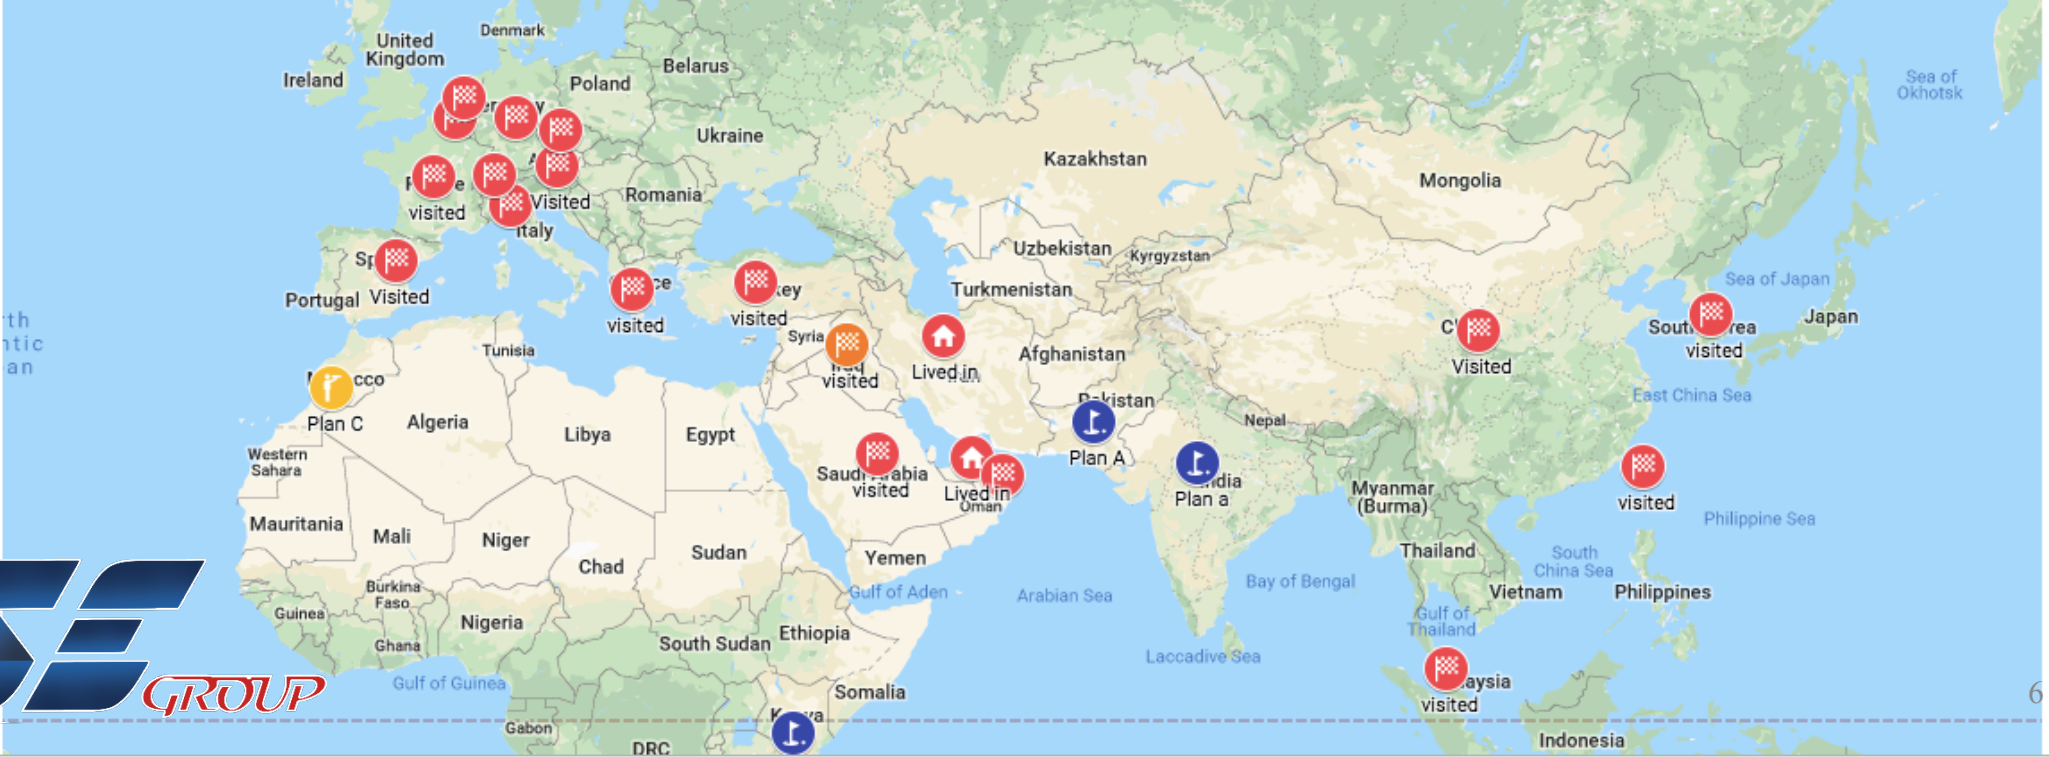 Denmark
United
Kingdom
Ireland
Belarus
Poland
Ukraine
Kazakhstan
Mongolia
Sea of
Okhotsk
Romania
Visited
visited
Italy
Uzbekistan
Kyrgyzstan
Turkmenistan
Portugal
Visited
visited
visited
Sea of Japan
Japan
visited
Syria
Tunisia
Afghanistan
Lived in
visited
Visited
East China Sea
Plan C
Algeria
Libya
Egypt
Pakistan
Nepal
Plan A
Western
Sahara
Saudi Arabia
visited
Lived in
Oman
Plan a
Myanmar
(Burma)
visited
Philippine Sea
Mauritania
Mali
Niger
Chad
Sudan
Yemen
Thailand
South
China Sea
Gulf of Aden
Arabian Sea
Bay of Bengal
Vietnam
Philippines
Burkina
Faso
Guinea
Nigeria
Ghana
Ethiopia
South Sudan
Gulf of
Thailand
Laccadive Sea
Gulf of Guinea
Somalia
visited
6
GROUP
Kenya
Gabon
DRC
Indonesia